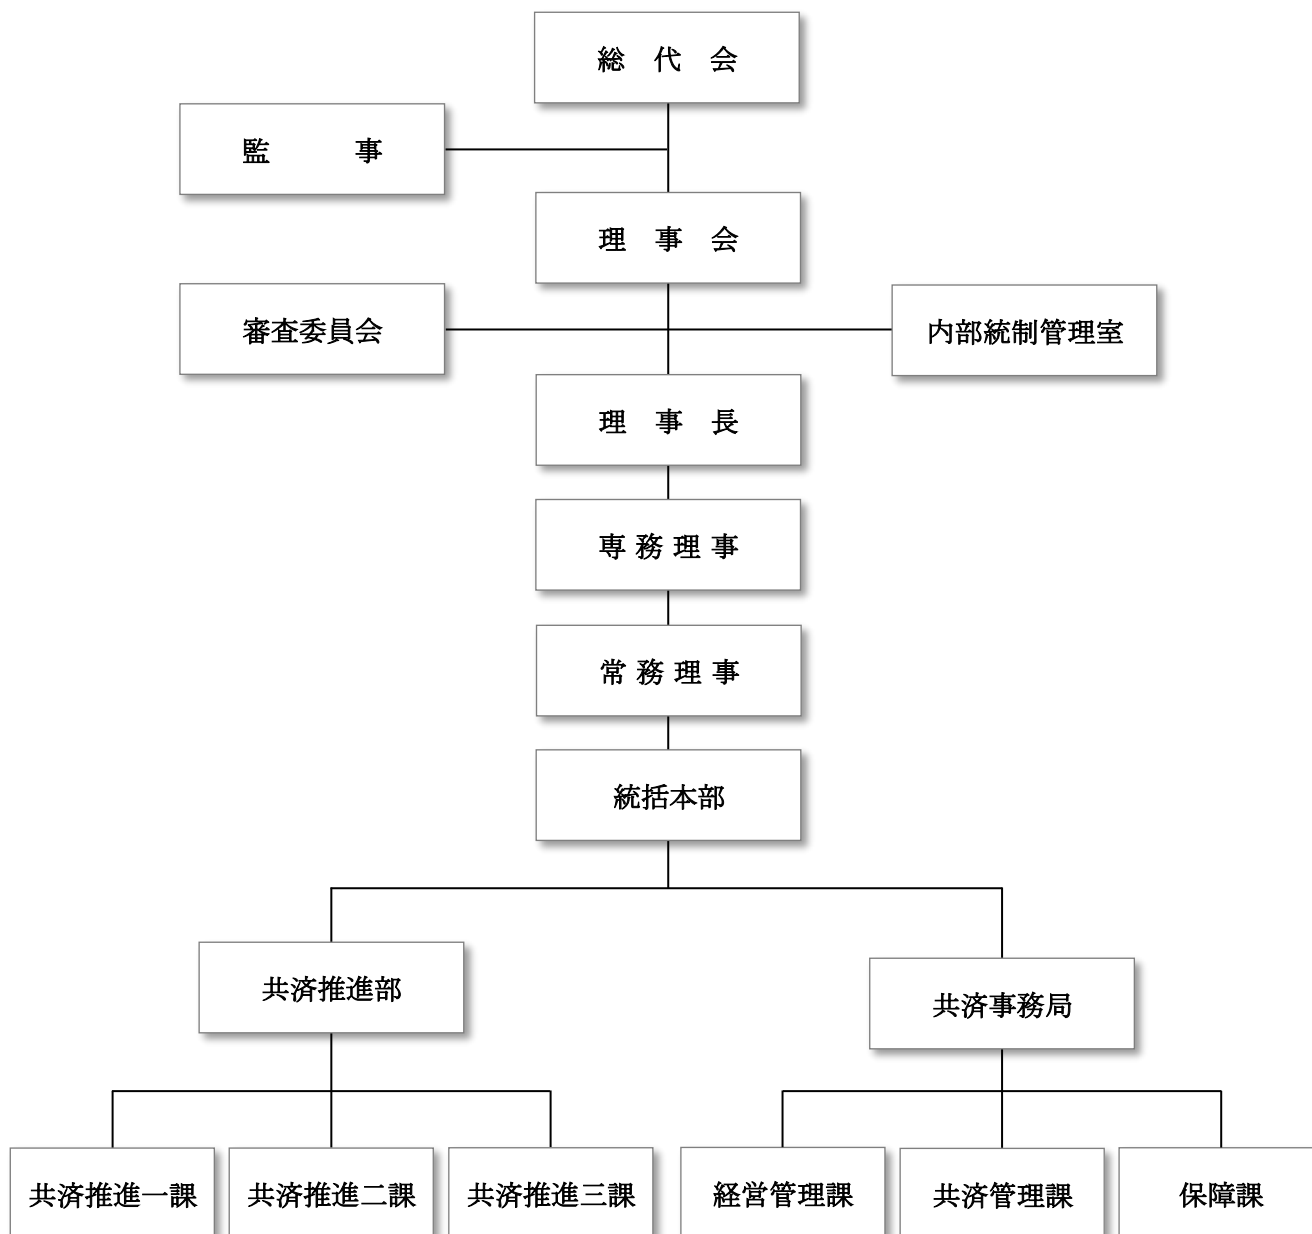 総　代　会
監　　　事
理　事　会
審査委員会
内部統制管理室
理　事　長
専 務 理 事
常 務 理 事
統括本部
共済推進部
共済事務局
共済推進一課
共済推進二課
共済推進三課
経営管理課
共済管理課
保障課